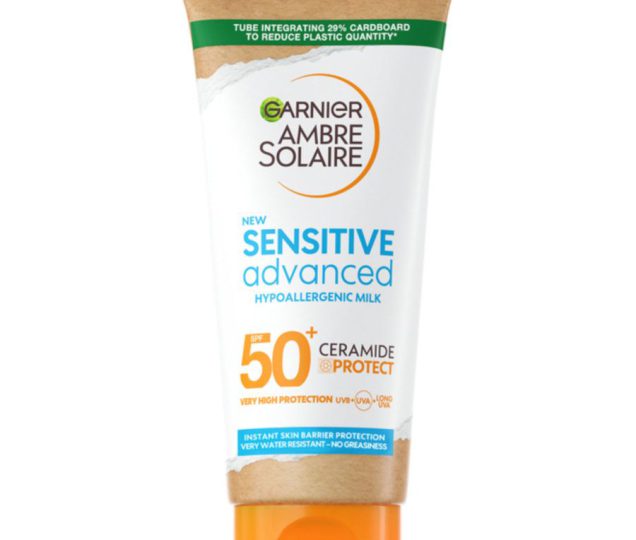 TUBE INTEGRATING 29% CARDBOARD
TO REDUCE PLASTIC QUANTITY*
GARNIER
AMBRE
SOLAIRE
NEW
SENSITIVE
advanced
HYPOALLERGENIC MILK
SPF
50+
CERAMIDE
PROTECT
VERY HIGH PROTECTION UVB+ UVA + LONG UVA
INSTANT SKIN BARRIER PROTECTION
VERY WATER RESISTANT – NO GREASINESS